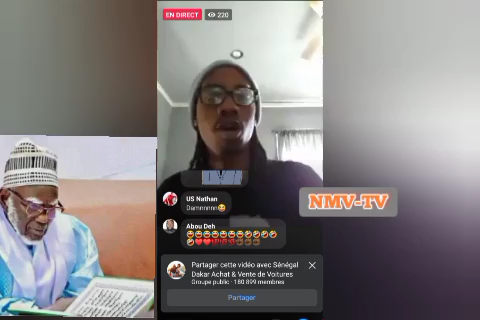 EN DIRECT
220
NMV-TV
US Nathan
Damnnnnn😂
Abou Deh
Partager cette vidéo avec Sénégal
Dakar Achat & Vente de Voitures
Groupe public · 180 899 membres
Partager